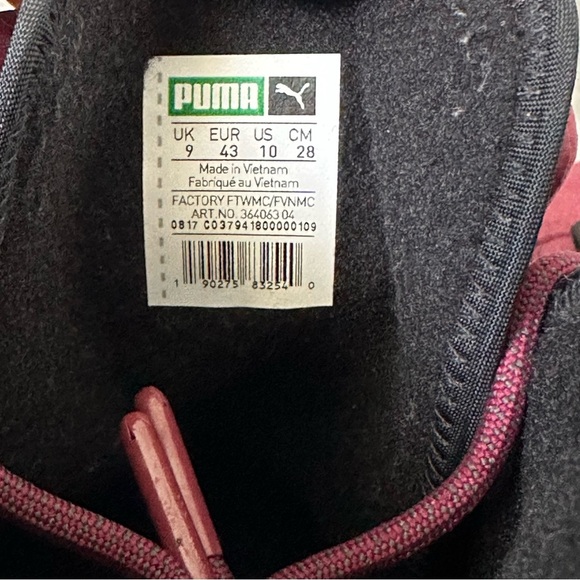 PUMA
UK EUR US CM
9 43 10 28
Made in Vietnam
Fabriqué au Vietnam
FACTORY FTWMC/FVNMC
ART.NO. 364063 04
0817 C037941800000109
1 90275 83254 0